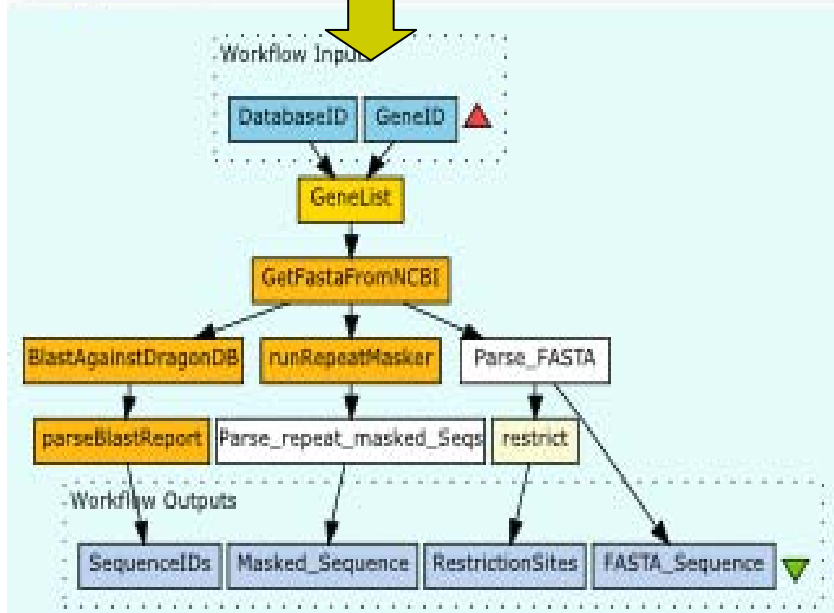 Workflow Inputs
DatabaseID GeneID
GeneList
GetFastaFromNCBI
BlastAgainstDragonDB runRepeatMasker Parse_FASTA
parseBlastReport Parse_repeat_masked_Seqs restrict
Workflow Outputs
SequenceIDs Masked_Sequence RestrictionSites FASTA_Sequence